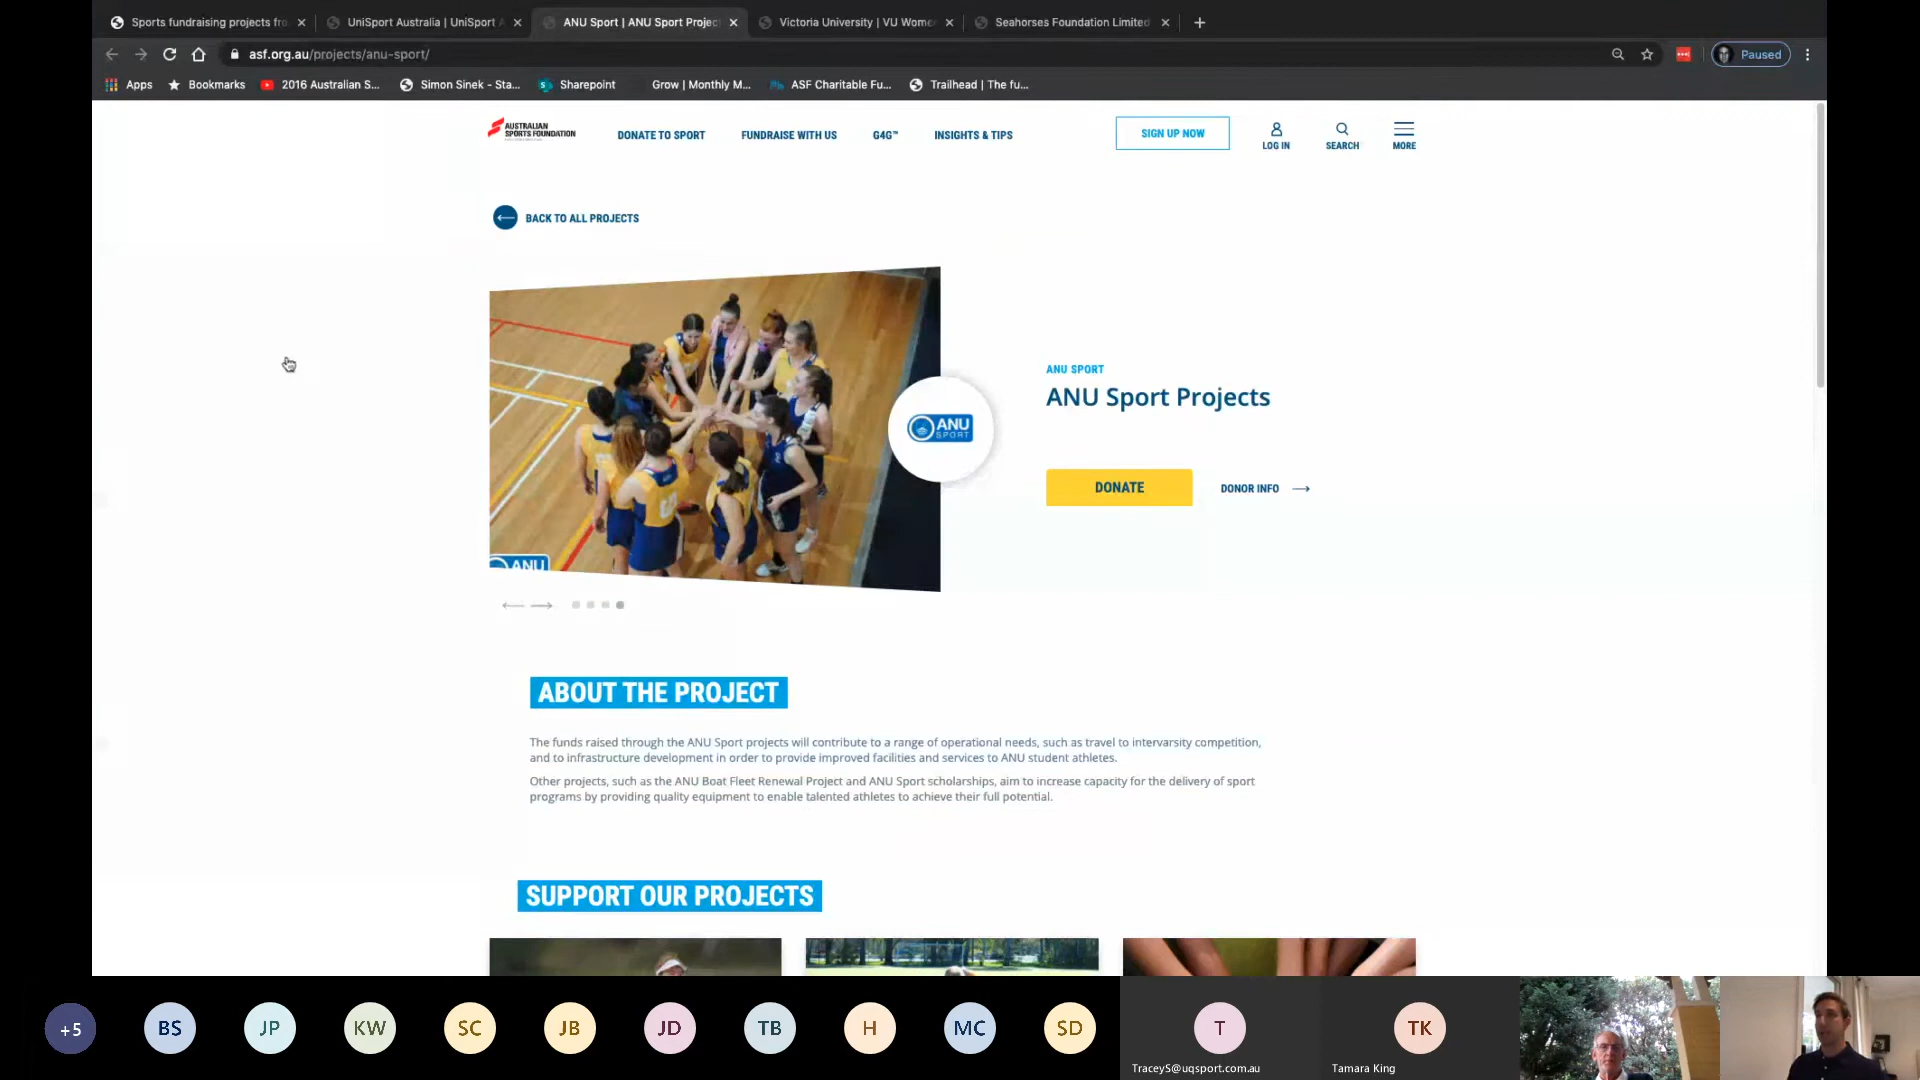 Sports fundraising projects fro
UniSport Australia | UniSport A
ANU Sport | ANU Sport Project
Victoria University | VU Wome
Seahorses Foundation Limited
asf.org.au/projects/anu-sport/
Paused
Apps
Bookmarks
2016 Australian S...
Simon Sinek - Sta...
Sharepoint
Grow | Monthly M...
ASF Charitable Fu...
Trailhead | The fu...
AUSTRALIAN
SPORTS FOUNDATION
DONATE TO SPORT
FUNDRAISE WITH US
G4G™
INSIGHTS & TIPS
SIGN UP NOW
LOG IN
SEARCH
MORE
BACK TO ALL PROJECTS
ANU
SPORT
ANU
ANU SPORT
ANU Sport Projects
DONATE
DONOR INFO
ABOUT THE PROJECT
The funds raised through the ANU Sport projects will contribute to a range of operational needs, such as travel to intervarsity competition,
and to infrastructure development in order to provide improved facilities and services to ANU student athletes.
Other projects, such as the ANU Boat Fleet Renewal Project and ANU Sport scholarships, aim to increase capacity for the delivery of sport
programs by providing quality equipment to enable talented athletes to achieve their full potential.
SUPPORT OUR PROJECTS
+5
BS
JP
KW
SC
JB
JD
TB
H
MC
SD
T
TK
TraceyS@uqsport.com.au
Tamara King